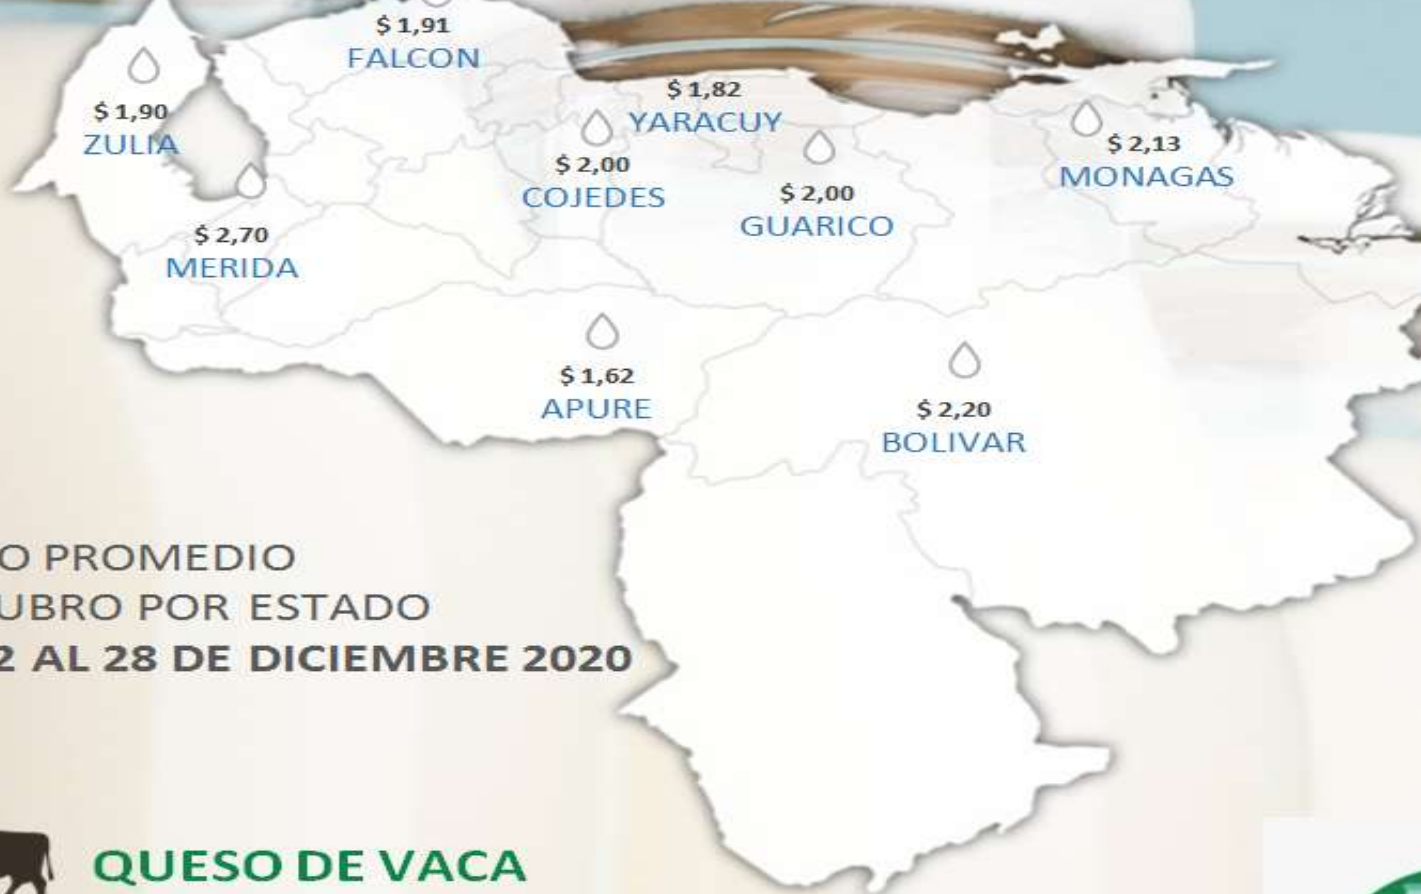 $ 1,91
FALCON
$ 1,90
ZULIA
$ 1,82
YARACUY
$ 2,00
COJEDES
$ 2,00
GUARICO
$ 2,13
MONAGAS
$ 2,70
MERIDA
$ 1,62
APURE
$ 2,20
BOLIVAR
O PROMEDIO
UBRO POR ESTADO
2 AL 28 DE DICIEMBRE 2020
QUESO DE VACA